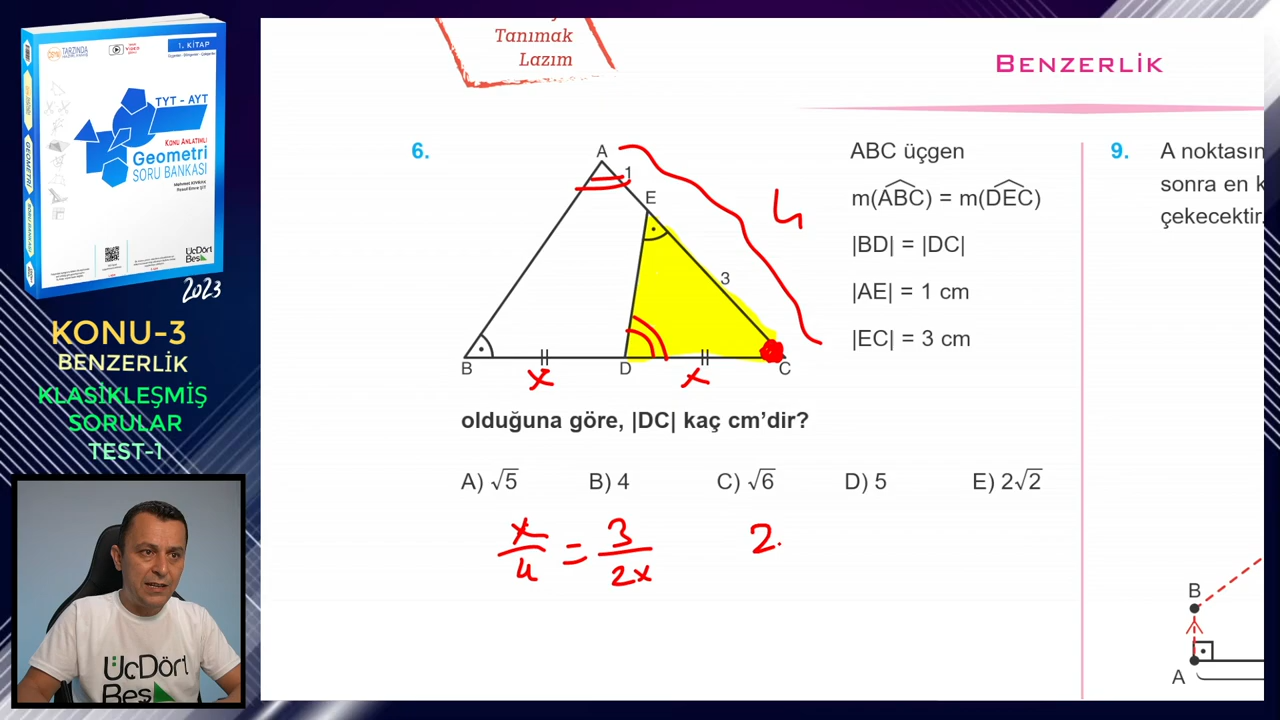 TARZINDA
1. KİTAP
TYT - AYT
KONU ANLATIMLI
Geometri
SORU BANKASI
ÜçDört
Beş
2023
KONU-3
BENZERLİK
KLASİKLEŞMİŞ
SORULAR
TEST-1
ÜçDört
Beş
Tanımak
Lazım
BENZERLİK
6.
A
1
E
3
B
D
C
x
x
4
ABC üçgen
m(ABC) = m(DEC)
|BD| = |DC|
|AE| = 1 cm
|EC| = 3 cm
olduğuna göre, |DC| kaç cm’dir?
A) √5 B) 4 C) √6 D) 5 E) 2√2
x/4 = 3/2x
2.
9. A noktasın
sonra en k
çekecektir.
B
A